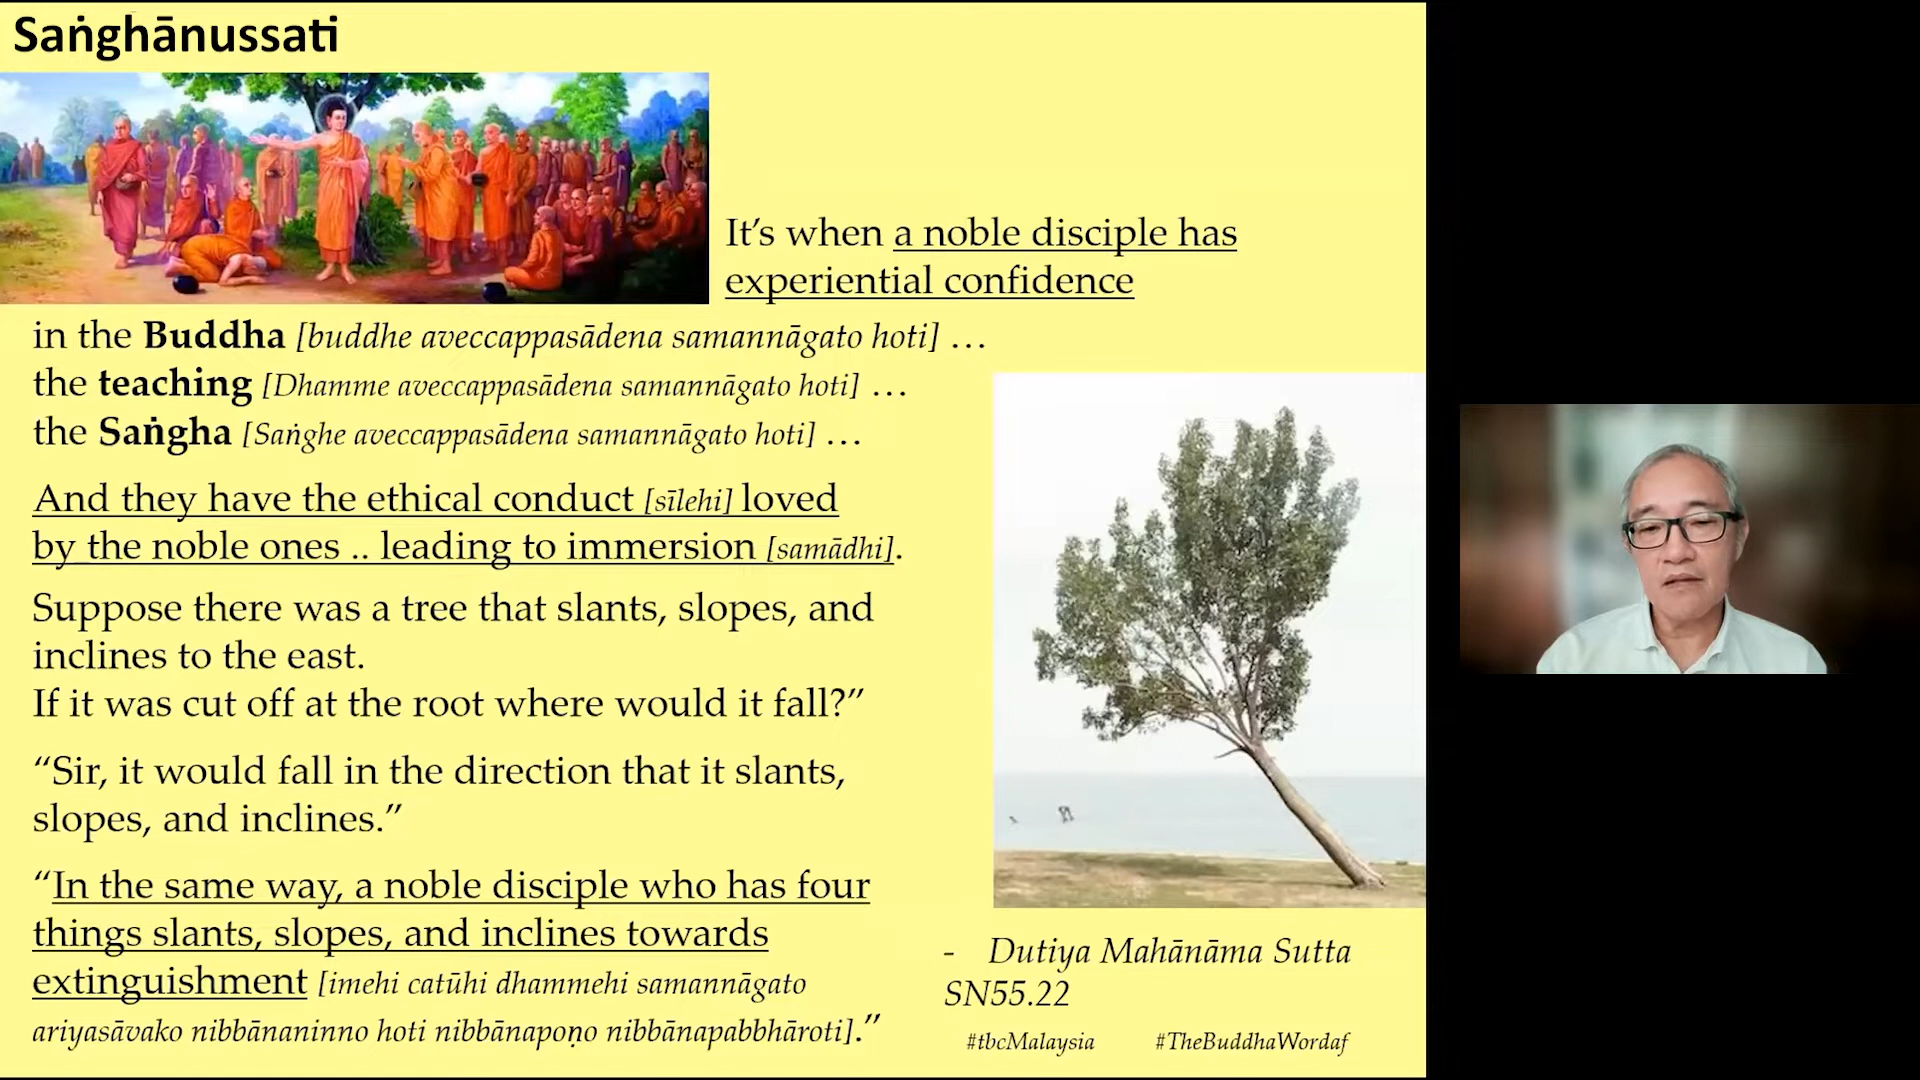 Saṅghānussati
It's when a noble disciple has
experiential confidence
in the Buddha [buddhe aveccappasādena samannāgato hoti] …
the teaching [Dhamme aveccappasādena samannāgato hoti] …
the Saṅgha [Saṅghe aveccappasādena samannāgato hoti] …
And they have the ethical conduct [sīlehi] loved
by the noble ones .. leading to immersion [samādhi].
Suppose there was a tree that slants, slopes, and
inclines to the east.
If it was cut off at the root where would it fall?”
“Sir, it would fall in the direction that it slants,
slopes, and inclines.”
“In the same way, a noble disciple who has four
things slants, slopes, and inclines towards
extinguishment [imehi catūhi dhammehi samannāgato
ariyasāvako nibbānaninno hoti nibbānapoṇo nibbānapabbhāroti].”
- Dutiya Mahānāma Sutta
SN55.22
#tbcMalaysia #TheBuddhaWordaf